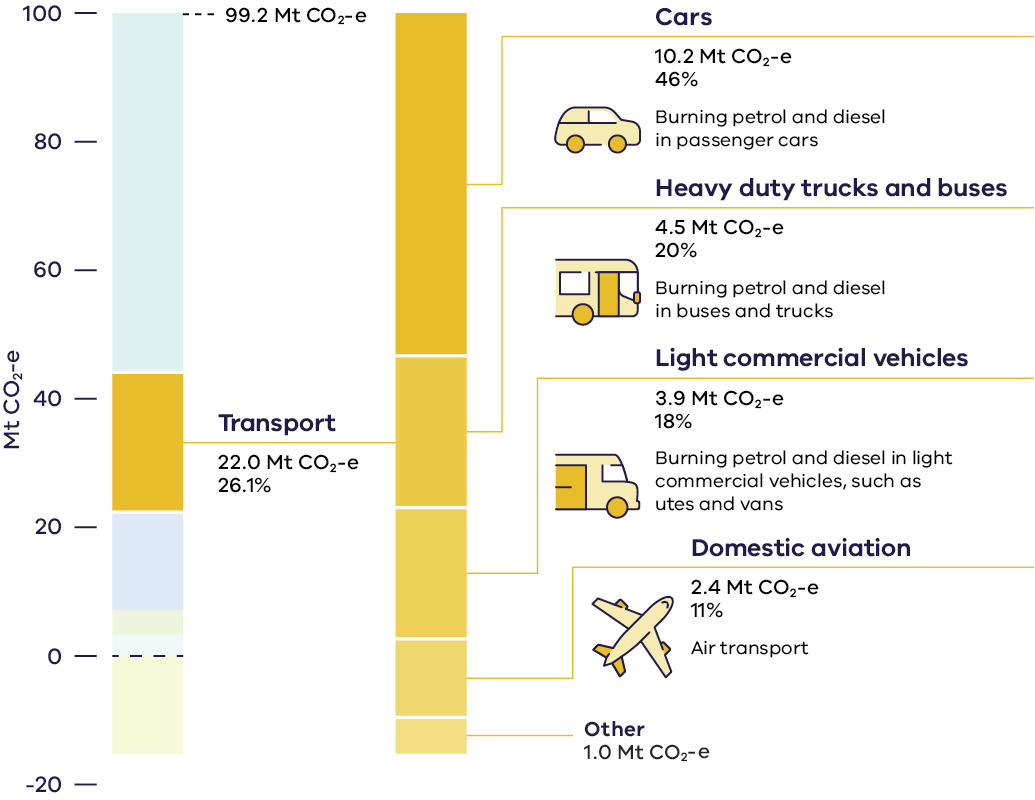 100
99.2 Mt CO₂-e
80
60
40
20
0
-20
Mt CO₂-e
Transport
22.0 Mt CO₂-e
26.1%
Cars
10.2 Mt CO₂-e
46%
Burning petrol and diesel
in passenger cars
Heavy duty trucks and buses
4.5 Mt CO₂-e
20%
Burning petrol and diesel
in buses and trucks
Light commercial vehicles
3.9 Mt CO₂-e
18%
Burning petrol and diesel in light
commercial vehicles, such as
utes and vans
Domestic aviation
2.4 Mt CO₂-e
11%
Air transport
Other
1.0 Mt CO₂-e